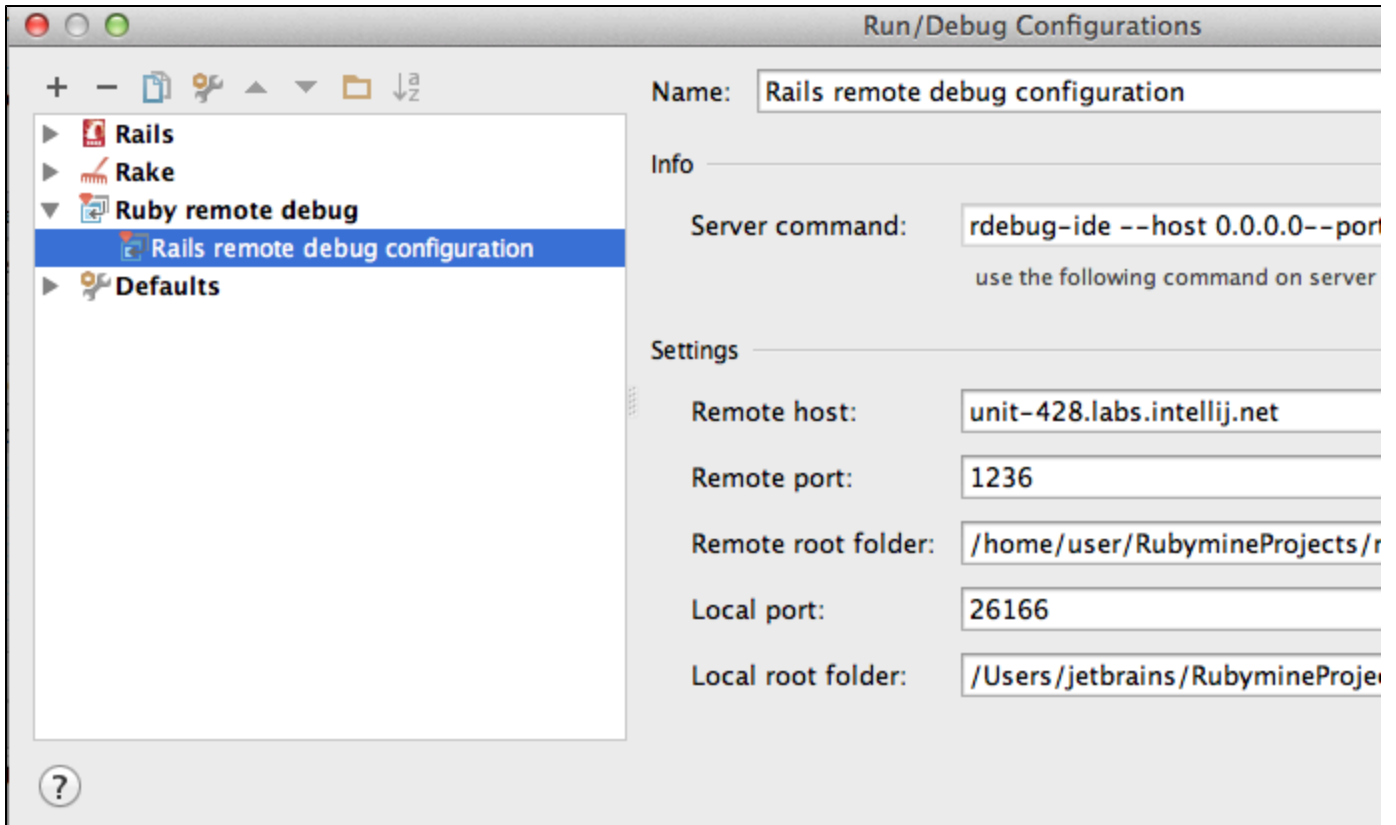 Run/Debug Configurations
Name: Rails remote debug configuration
Rails
Rake
Ruby remote debug
Rails remote debug configuration
Defaults
Info
Server command: rdebug-ide --host 0.0.0.0--port
use the following command on server
Settings
Remote host: unit-428.labs.intellij.net
Remote port: 1236
Remote root folder: /home/user/RubymineProjects/r
Local port: 26166
Local root folder: /Users/jetbrains/RubymineProjec
?